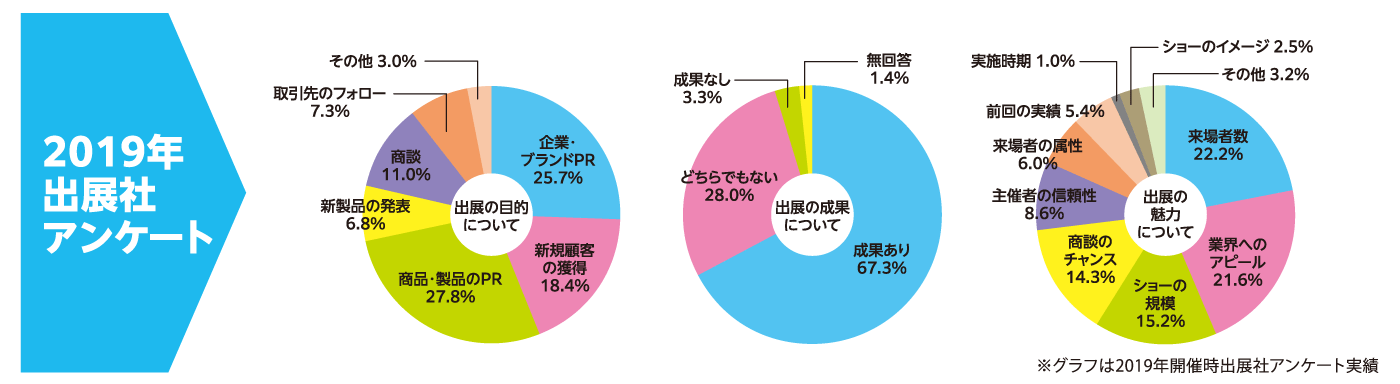 2019年
出展社
アンケート
その他 3.0%
取引先のフォロー
7.3%
商談
11.0%
新製品の発表
6.8%
商品・製品のPR
27.8%
企業・
ブランドPR
25.7%
新規顧客
の獲得
18.4%
出展の目的
について
無回答
1.4%
成果なし
3.3%
どちらでもない
28.0%
成果あり
67.3%
出展の成果
について
ショーのイメージ 2.5%
実施時期 1.0%
その他 3.2%
前回の実績 5.4%
来場者の属性
6.0%
主催者の信頼性
8.6%
商談の
チャンス
14.3%
ショーの
規模
15.2%
業界への
アピール
21.6%
来場者数
22.2%
出展の
魅力
について
※グラフは2019年開催時出展社アンケート実績